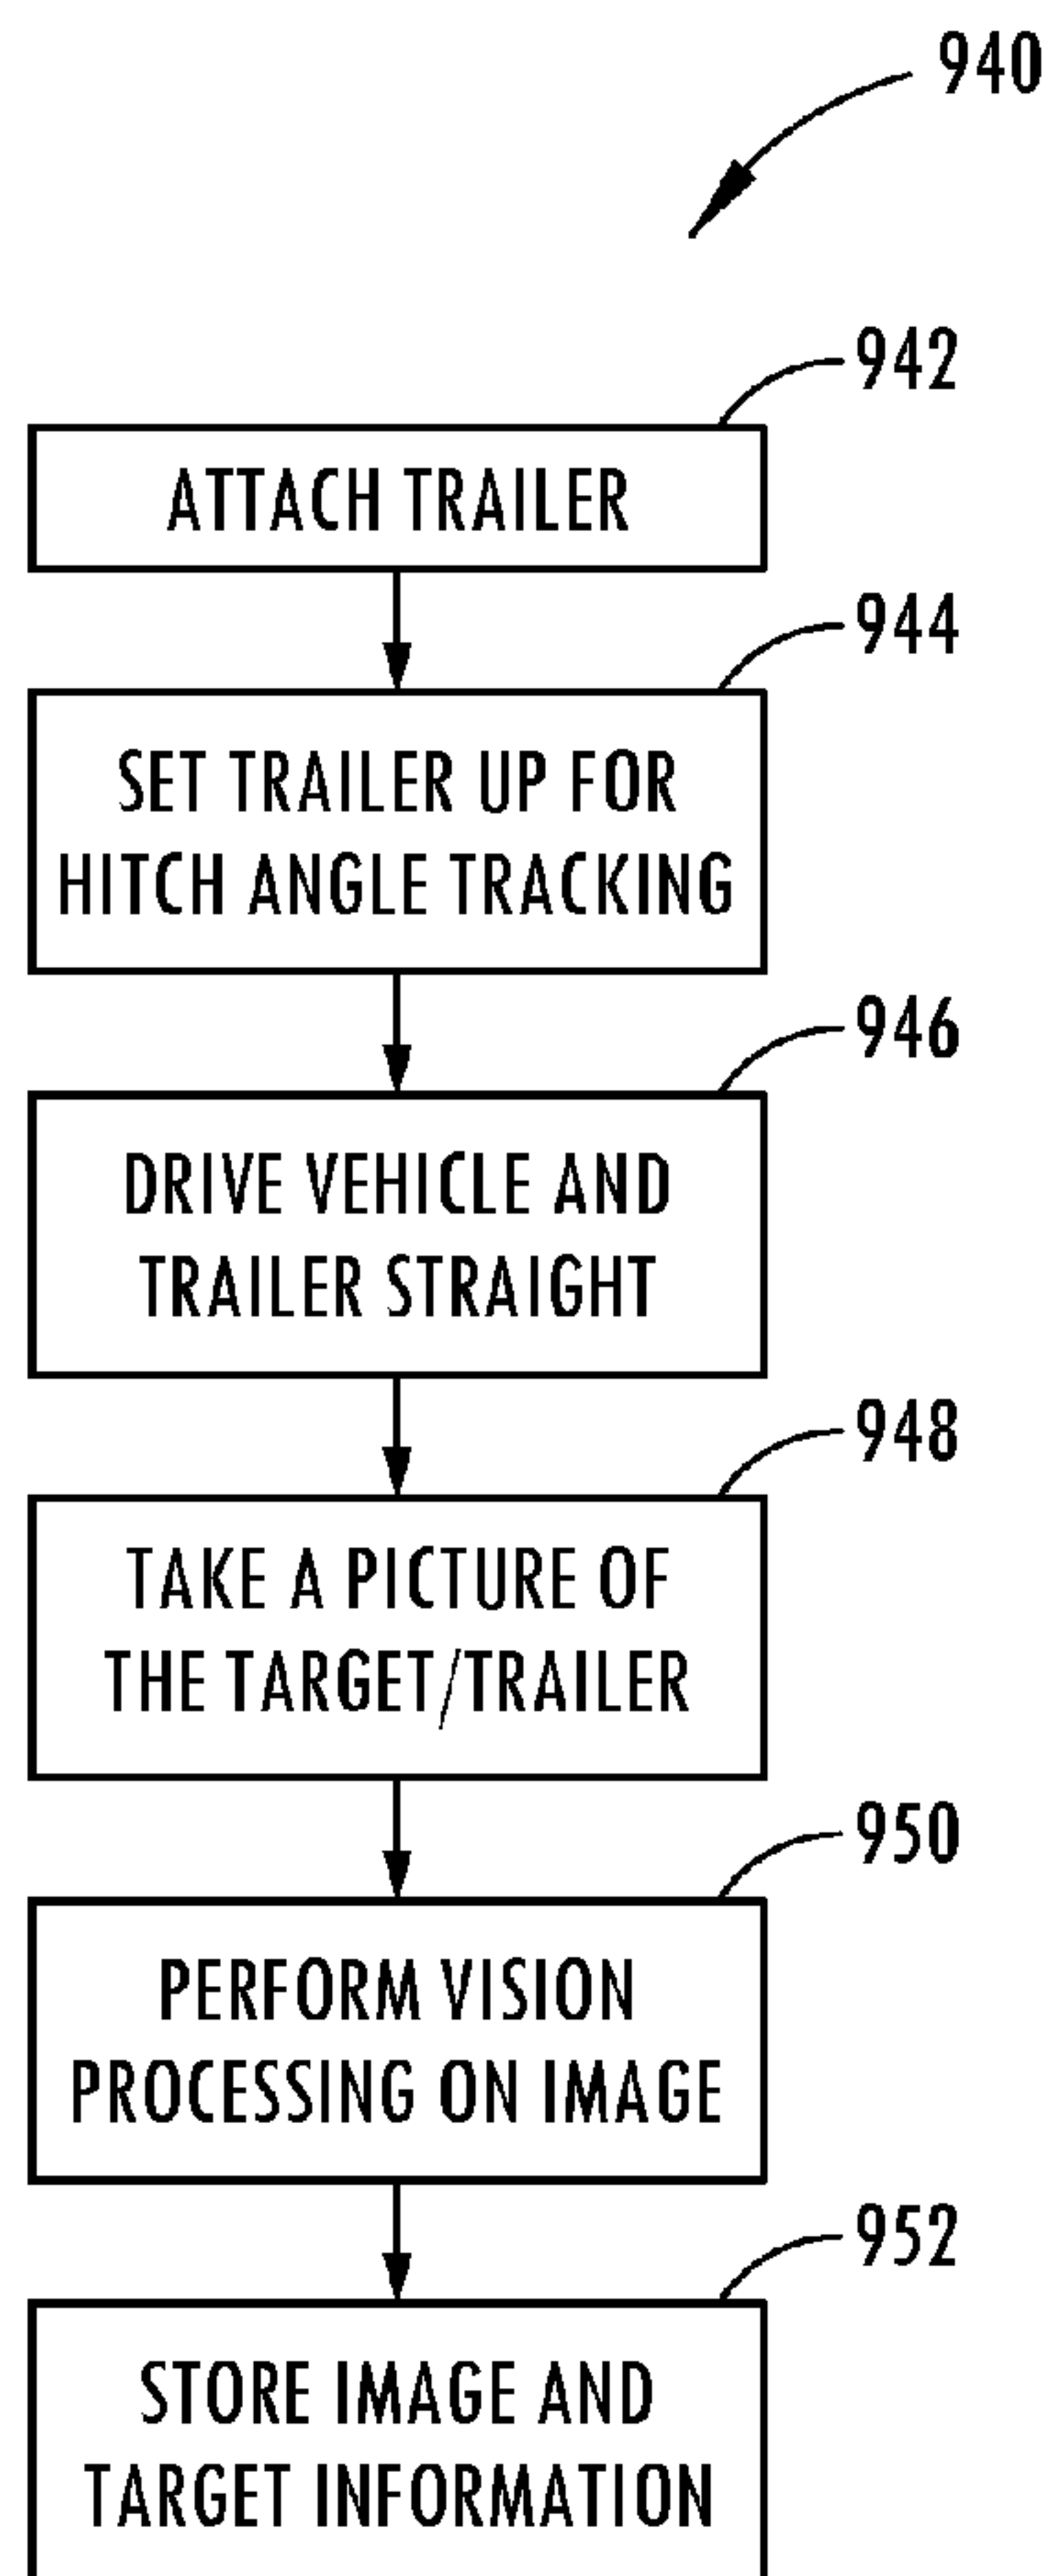 940
942
ATTACH TRAILER
944
SET TRAILER UP FOR
HITCH ANGLE TRACKING
946
DRIVE VEHICLE AND
TRAILER STRAIGHT
948
TAKE A PICTURE OF
THE TARGET/TRAILER
950
PERFORM VISION
PROCESSING ON IMAGE
952
STORE IMAGE AND
TARGET INFORMATION